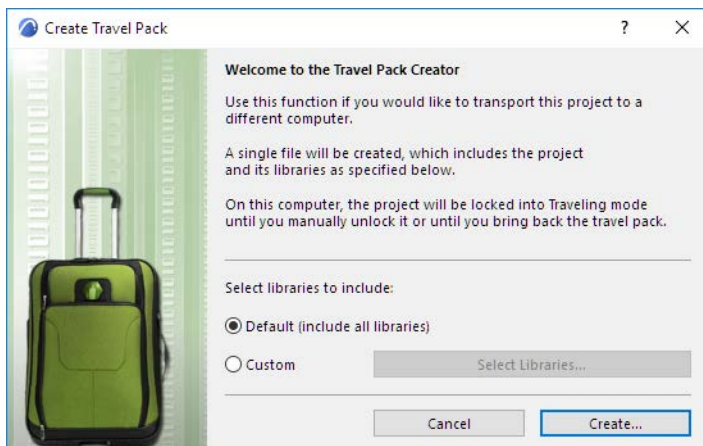 Create Travel Pack
?
Welcome to the Travel Pack Creator
Use this function if you would like to transport this project to a
different computer.
A single file will be created, which includes the project
and its libraries as specified below.
On this computer, the project will be locked into Traveling mode
until you manually unlock it or until you bring back the travel pack.
Select libraries to include:
Default (include all libraries)
Custom
Select Libraries...
Cancel
Create...